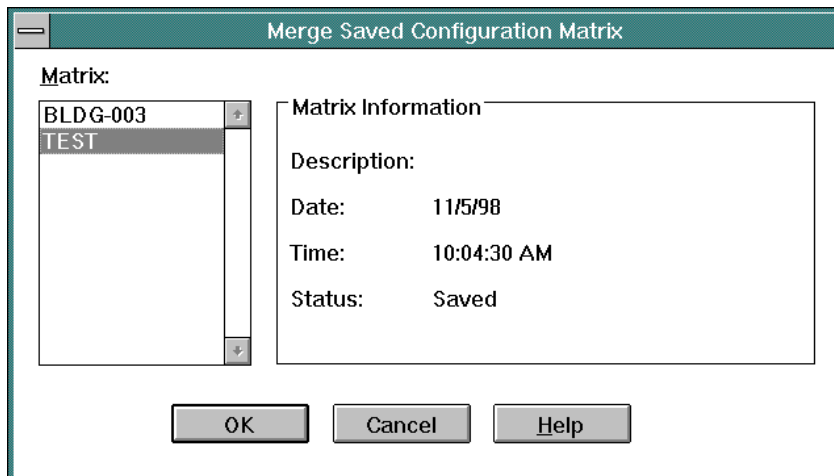 Merge Saved Configuration Matrix
Matrix:
BLDG-003
TEST
Matrix Information
Description:
Date: 11/5/98
Time: 10:04:30 AM
Status: Saved
OK Cancel Help